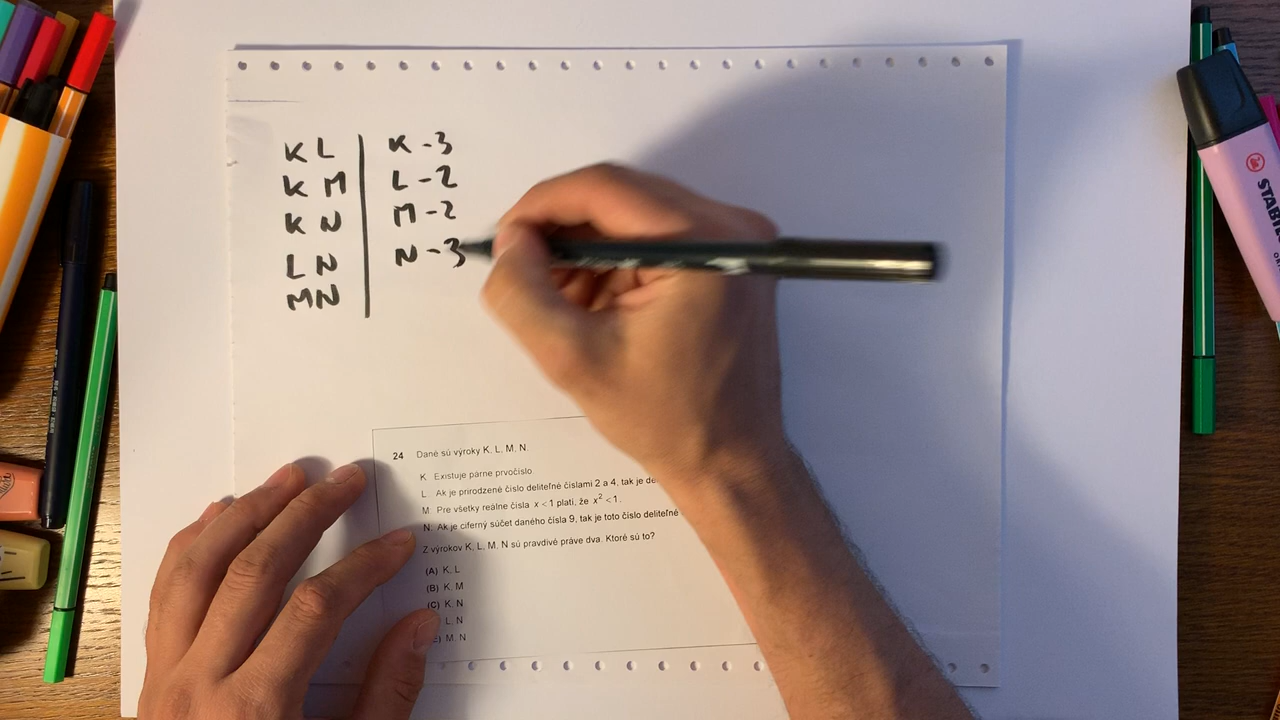 K L
K M
K N
L N
M N
K - 3
L - 2
M - 2
N - 3
24 Dané sú výroky K, L, M, N.
K Existuje párne prvočíslo
L Ak je prirodzené číslo deliteľné číslami 2 a 4, tak je de
M Pre všetky reálne čísla x < 1 platí, že x² < 1.
N: Ak je ciferný súčet daného čísla 9, tak je toto číslo deliteľné
Z výrokov K, L, M, N sú pravdivé práve dva. Ktoré sú to?
(A) K, L
(B) K, M
(C) K, N
L, N
E) M, N
STABIL